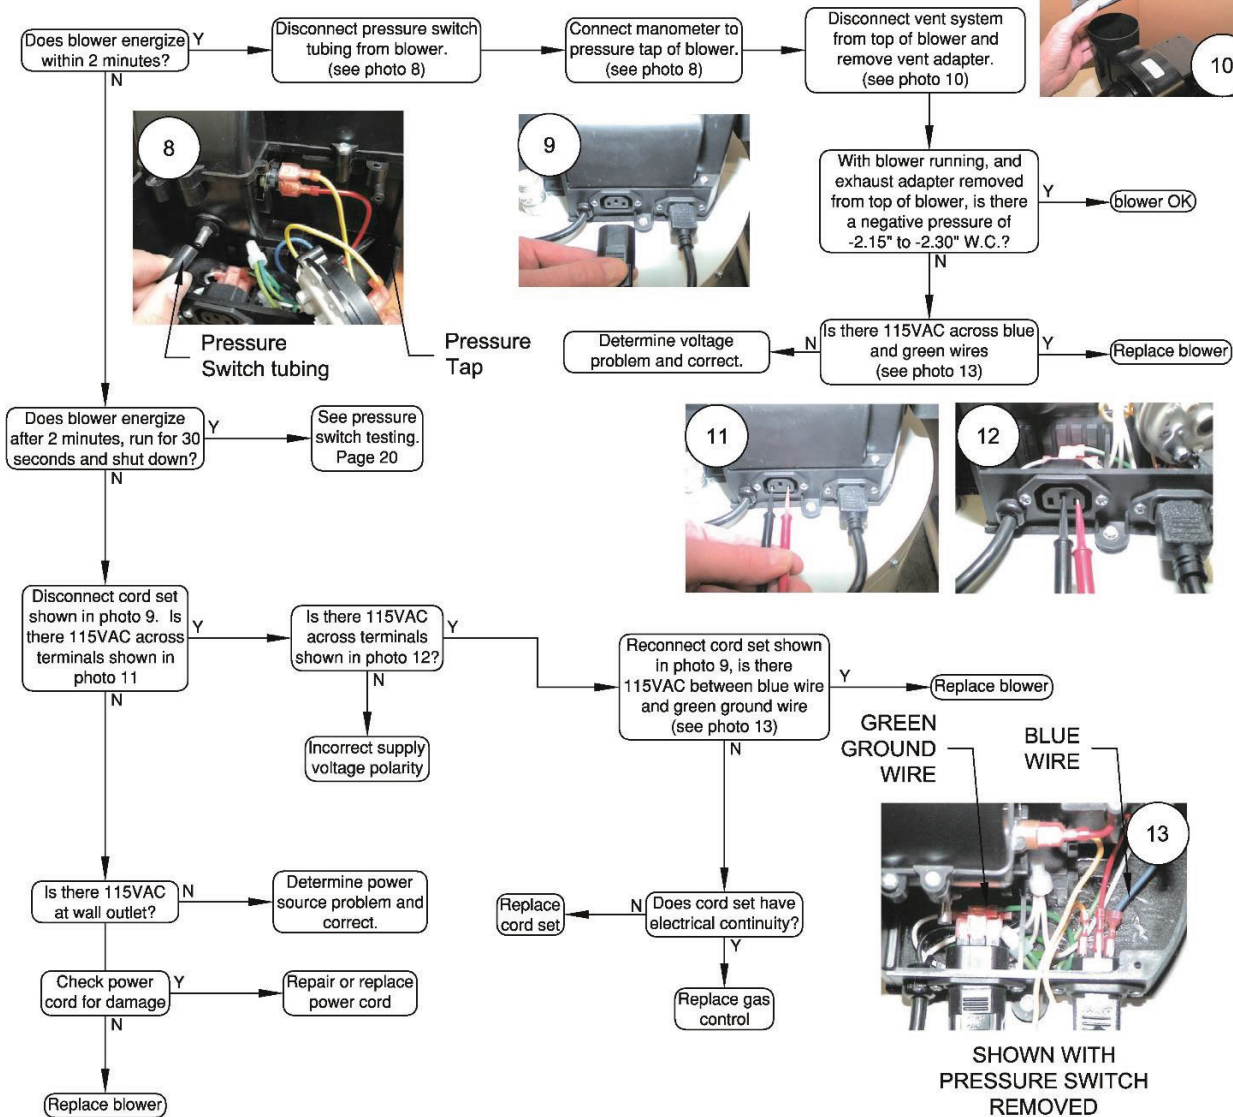 Does blower energize
within 2 minutes?
Y
N
Disconnect pressure switch
tubing from blower.
(see photo 8)
Connect manometer to
pressure tap of blower.
(see photo 8)
Disconnect vent system
from top of blower and
remove vent adapter.
(see photo 10)
10
8
Pressure
Switch tubing
Pressure
Tap
9
With blower running, and
exhaust adapter removed
from top of blower, is there
a negative pressure of
-2.15" to -2.30" W.C.?
Y
N
blower OK
Is there 115VAC across blue
and green wires
(see photo 13)
N
Y
Determine voltage
problem and correct.
Replace blower
Does blower energize
after 2 minutes, run for 30
seconds and shut down?
Y
N
See pressure
switch testing.
Page 20
11
12
Disconnect cord set
shown in photo 9. Is
there 115VAC across
terminals shown in
photo 11
Y
N
Is there 115VAC
across terminals
shown in photo 12?
Y
N
Incorrect supply
voltage polarity
Reconnect cord set shown
in photo 9, is there
115VAC between blue wire
and green ground wire
(see photo 13)
Y
N
Replace blower
GREEN
GROUND
WIRE
BLUE
WIRE
13
SHOWN WITH
PRESSURE SWITCH
REMOVED
Is there 115VAC
at wall outlet?
N
Determine power
source problem and
correct.
Does cord set have
electrical continuity?
N
Y
Replace
cord set
Replace gas
control
Check power
cord for damage
Y
N
Repair or replace
power cord
Replace blower